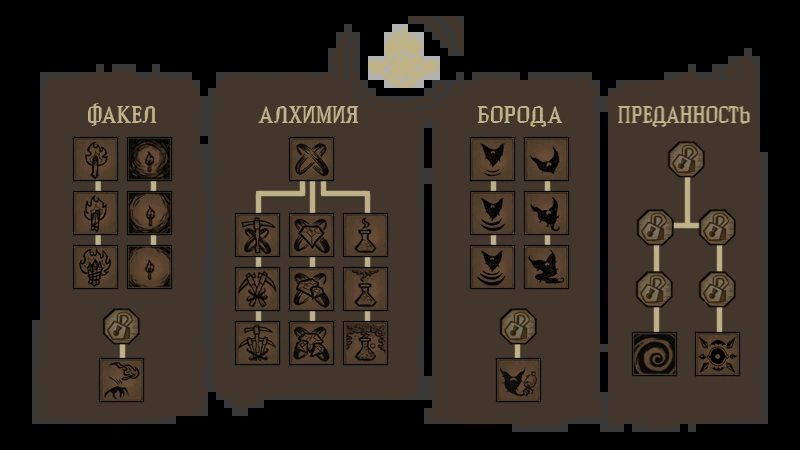 ФАКЕЛ
АЛХИМИЯ
БОРОДА
ПРЕДАННОСТЬ